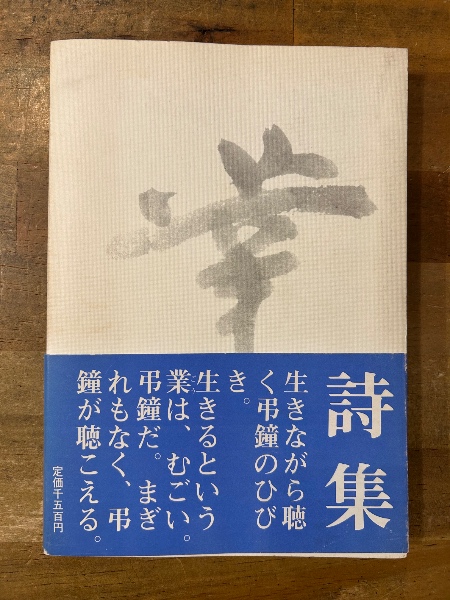 詩集
生きながら聴
く弔鐘のひび
き。
生きるという
業は、むごい。
弔鐘だ。まぎ
れもなく、弔
鐘が聴こえる。
定価千五百円